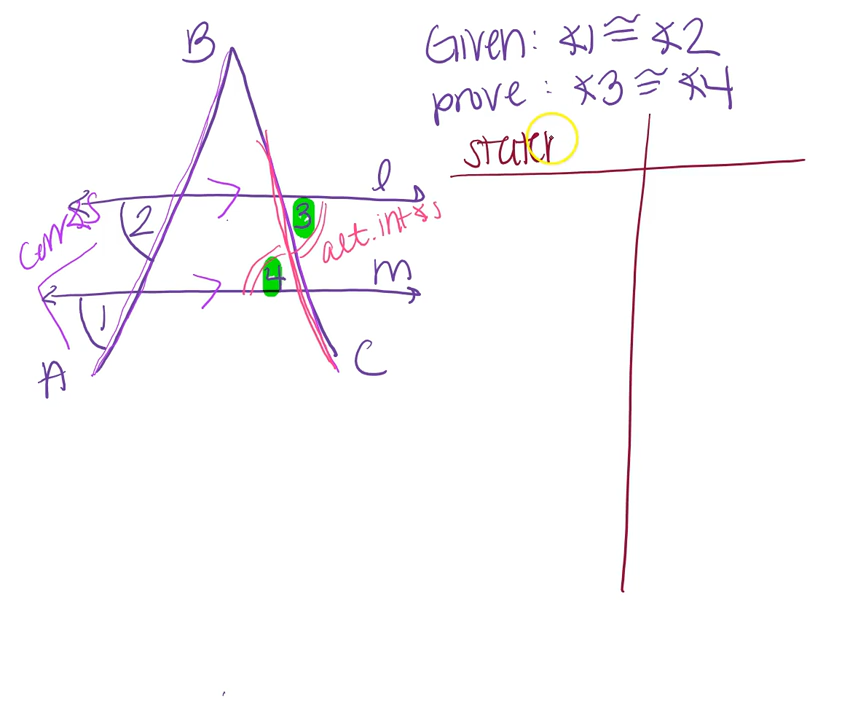 Given: ∡1 ≅ ∡2
prove: ∡3 ≅ ∡4
stater
B
l
2
3
alt. int ∡s
corr ∡s
4
m
1
A
C